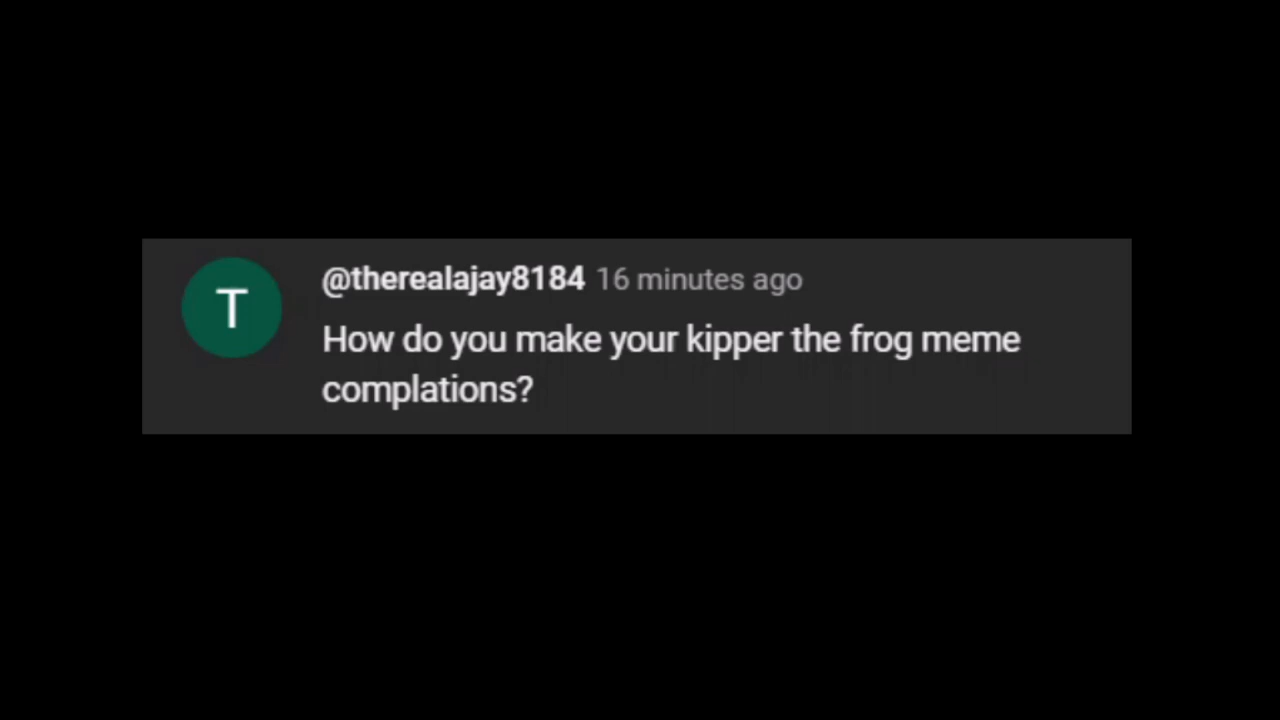 T
@therealajay8184 16 minutes ago
How do you make your kipper the frog meme
complations?